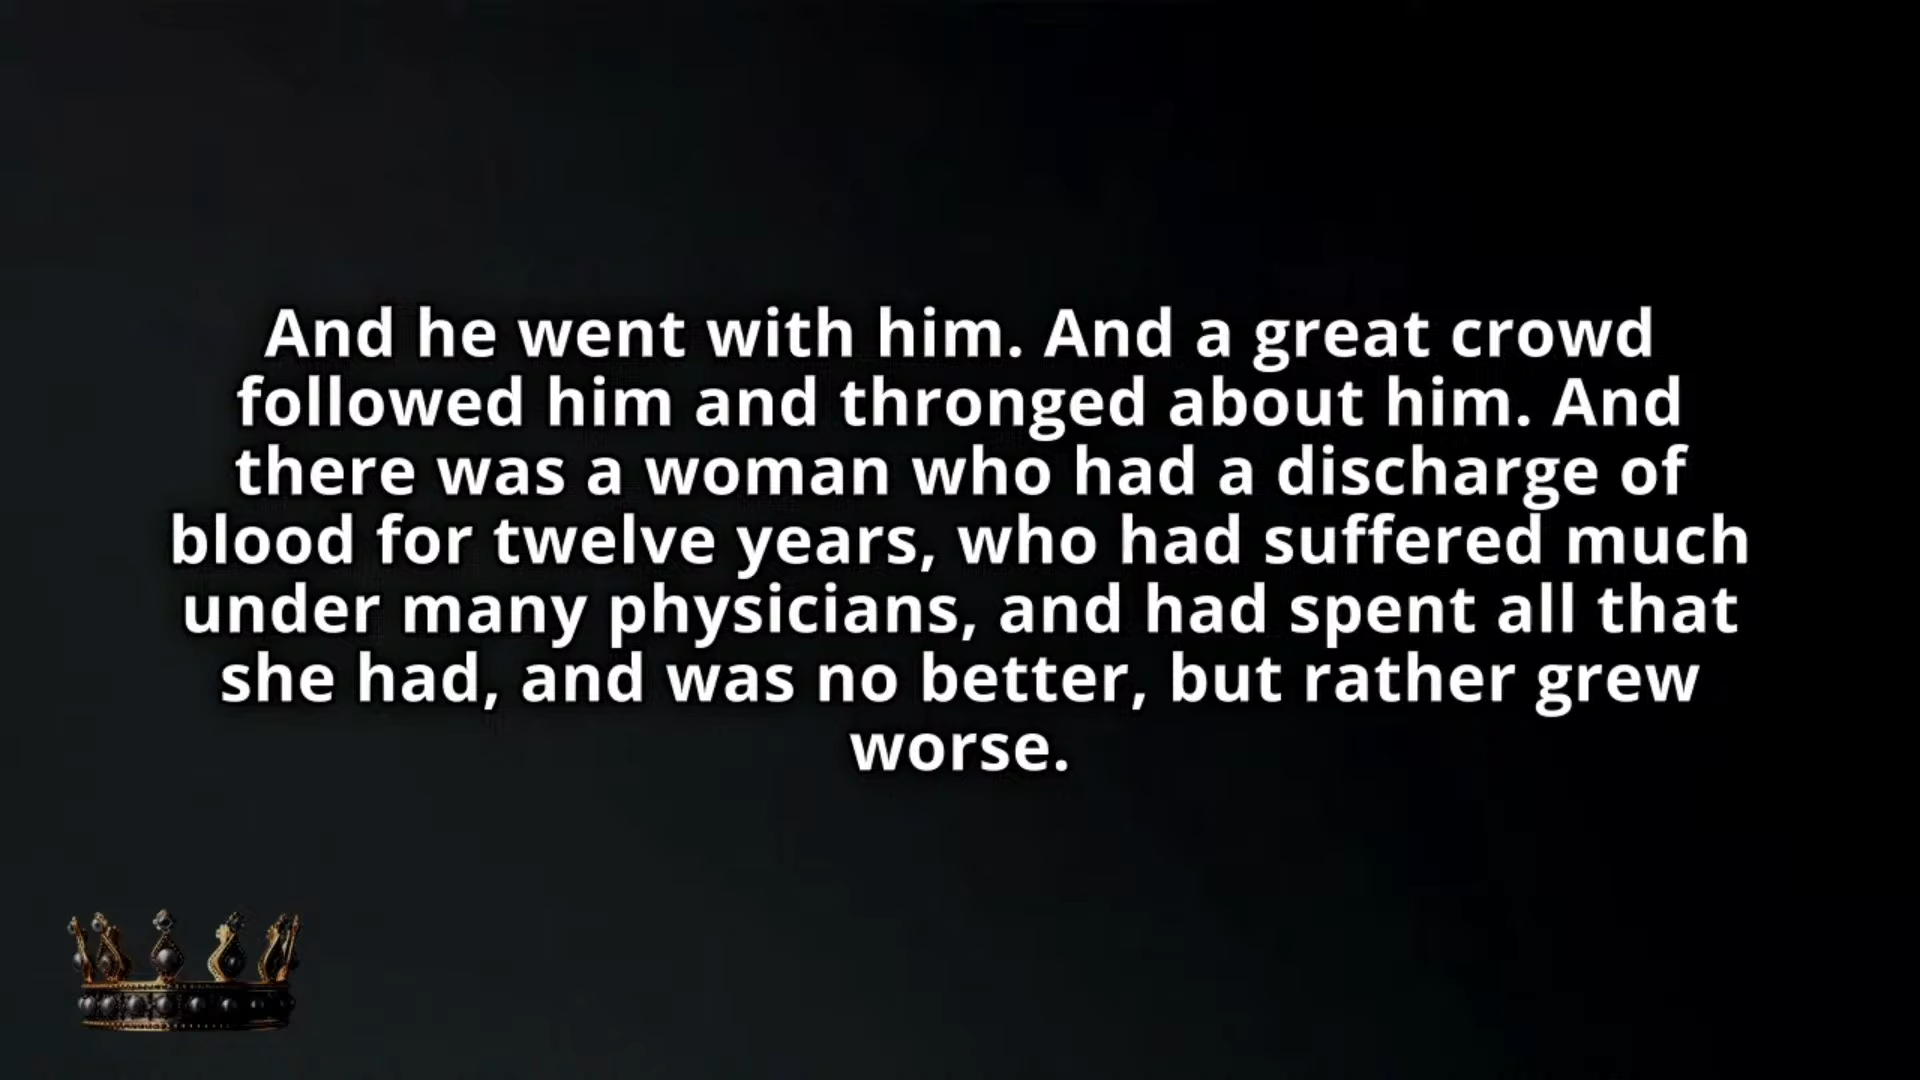 And he went with him. And a great crowd
followed him and thronged about him. And
there was a woman who had a discharge of
blood for twelve years, who had suffered much
under many physicians, and had spent all that
she had, and was no better, but rather grew
worse.